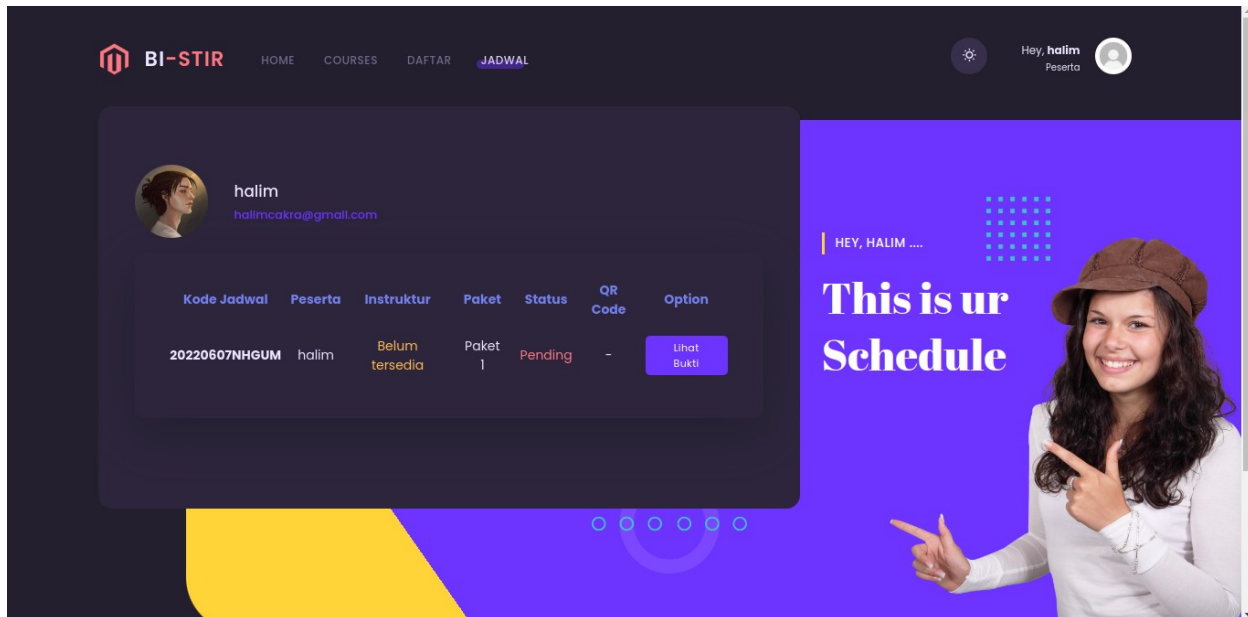 BI-STIR HOME COURSES DAFTAR JADWAL
Hey, halim
Peserta
halim
halimcakra@gmail.com
Kode Jadwal Peserta Instruktur Paket Status QR Code Option
20220607NHGUM halim Belum tersedia Paket 1 Pending - Lihat Bukti
HEY, HALIM ....
This is ur
Schedule